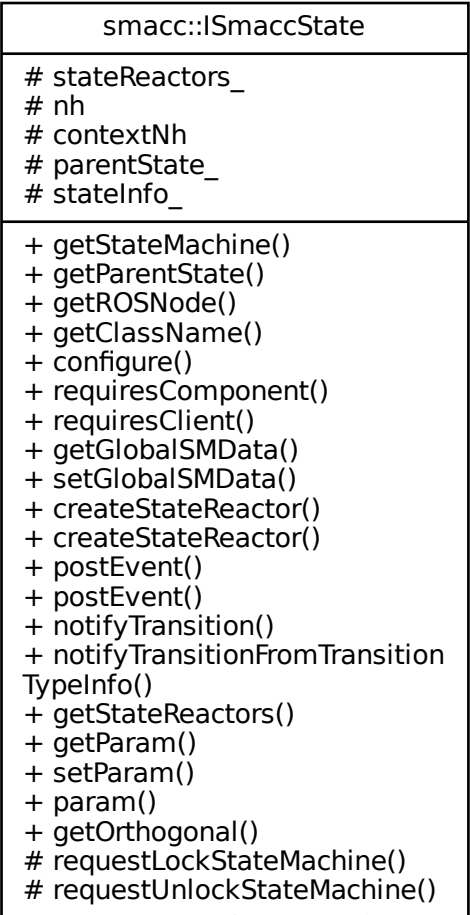 smacc::ISmaccState
# stateReactors_
# nh
# contextNh
# parentState_
# stateInfo_
+ getStateMachine()
+ getParentState()
+ getROSNode()
+ getClassName()
+ configure()
+ requiresComponent()
+ requiresClient()
+ getGlobalSMData()
+ setGlobalSMData()
+ createStateReactor()
+ createStateReactor()
+ postEvent()
+ postEvent()
+ notifyTransition()
+ notifyTransitionFromTransition
TypeInfo()
+ getStateReactors()
+ getParam()
+ setParam()
+ param()
+ getOrthogonal()
# requestLockStateMachine()
# requestUnlockStateMachine()